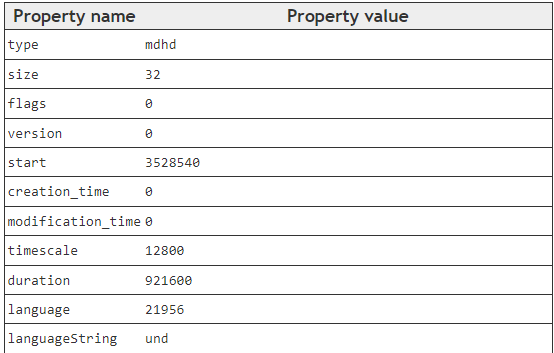 Property name Property value
type mdhd
size 32
flags 0
version 0
start 3528540
creation_time 0
modification_time 0
timescale 12800
duration 921600
language 21956
languageString und